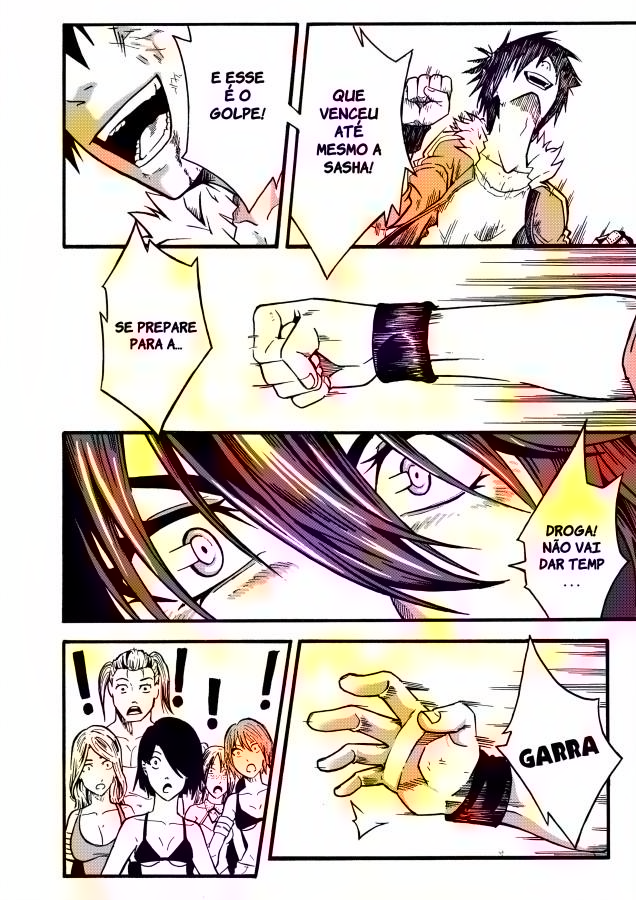 E ESSE
É O
GOLPE!
QUE
VENCEU
ATÉ
MESMO A
SASHA!
SE PREPARE
PARA A...
DROGA!
NÃO VAI
DAR TEMP
...
!
!
!
GARRA